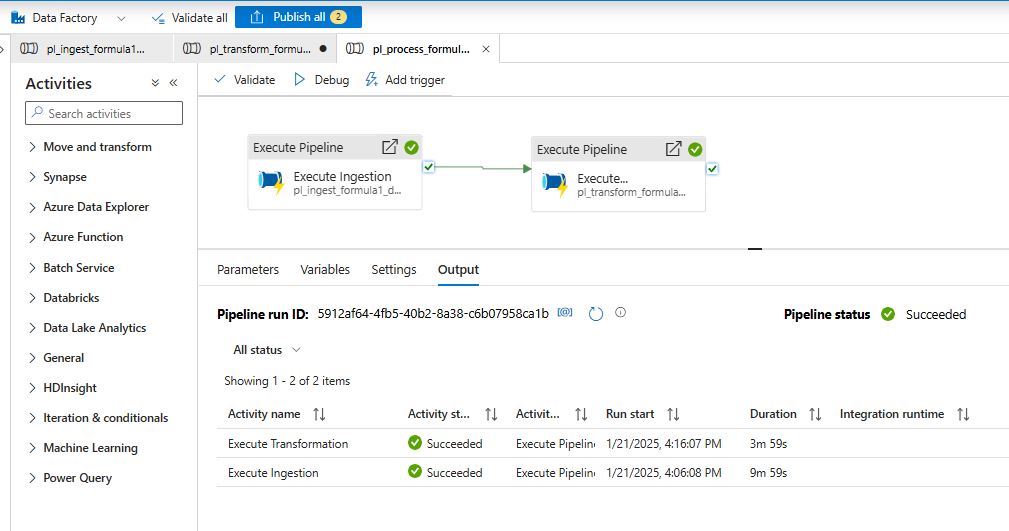 Data Factory Validate all Publish all 2
pl_ingest_formula1... pl_transform_formu... pl_process_formul...
Activities
Search activities
Move and transform
Synapse
Azure Data Explorer
Azure Function
Batch Service
Databricks
Data Lake Analytics
General
HDInsight
Iteration & conditionals
Machine Learning
Power Query
Validate Debug Add trigger
Execute Pipeline
Execute Ingestion
pl_ingest_formula1_d...
Execute Pipeline
Execute...
pl_transform_formula...
Parameters Variables Settings Output
Pipeline run ID: 5912af64-4fb5-40b2-8a38-c6b07958ca1b Pipeline status Succeeded
All status
Showing 1 - 2 of 2 items
Activity name Activity st... Activit... Run start Duration Integration runtime
Execute Transformation Succeeded Execute Pipeline 1/21/2025, 4:16:07 PM 3m 59s
Execute Ingestion Succeeded Execute Pipeline 1/21/2025, 4:06:08 PM 9m 59s